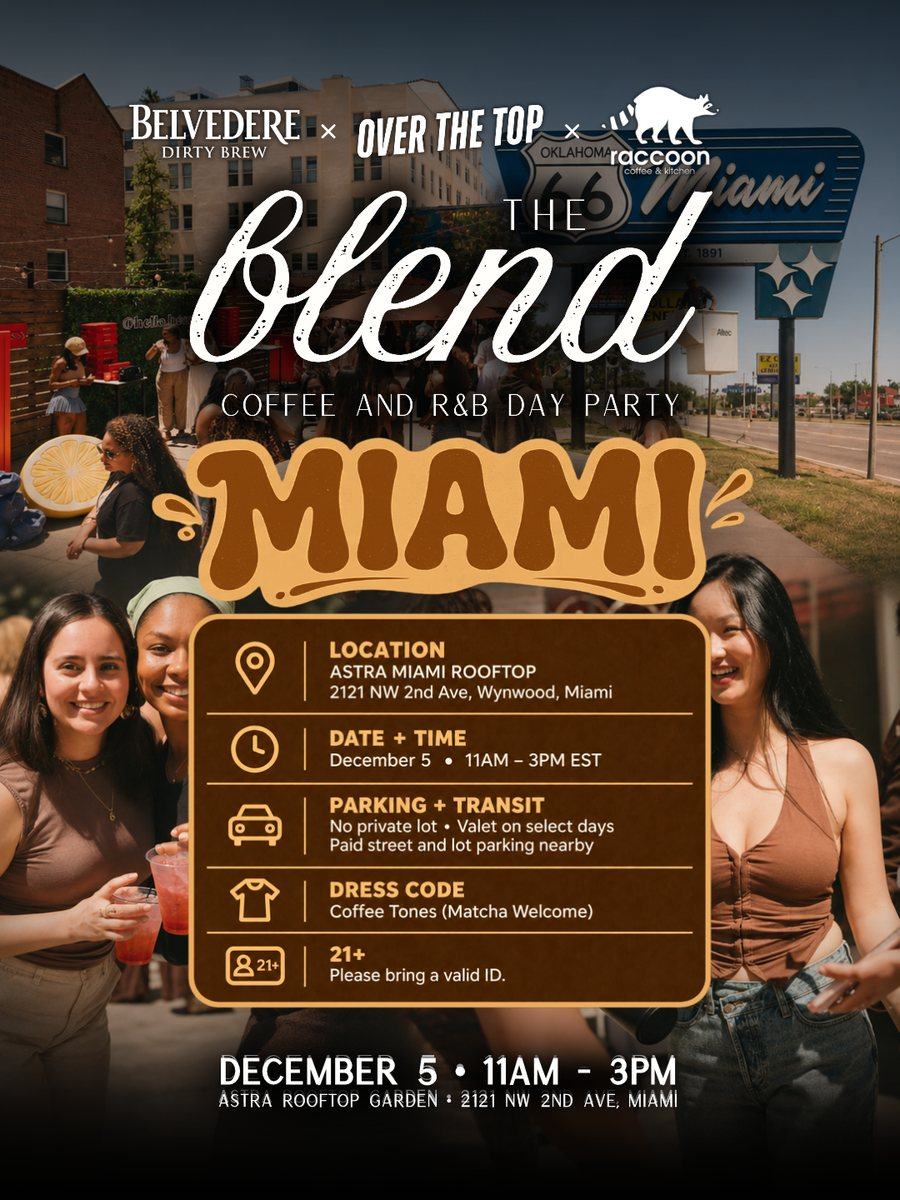 BELVEDERE
DIRTY BREW
×
OVER THE TOP
×
raccoon
coffee & kitchen
OKLAHOMA
66
Miami
1891
THE
blend
@hello.
Altec
COFFEE AND R&B DAY PARTY
MIAMI
LOCATION
ASTRA MIAMI ROOFTOP
2121 NW 2nd Ave, Wynwood, Miami
DATE + TIME
December 5 • 11AM – 3PM EST
PARKING + TRANSIT
No private lot • Valet on select days
Paid street and lot parking nearby
DRESS CODE
Coffee Tones (Matcha Welcome)
21+
21+
Please bring a valid ID.
DECEMBER 5 • 11AM - 3PM
ASTRA ROOFTOP GARDEN • 2121 NW 2ND AVE, MIAMI